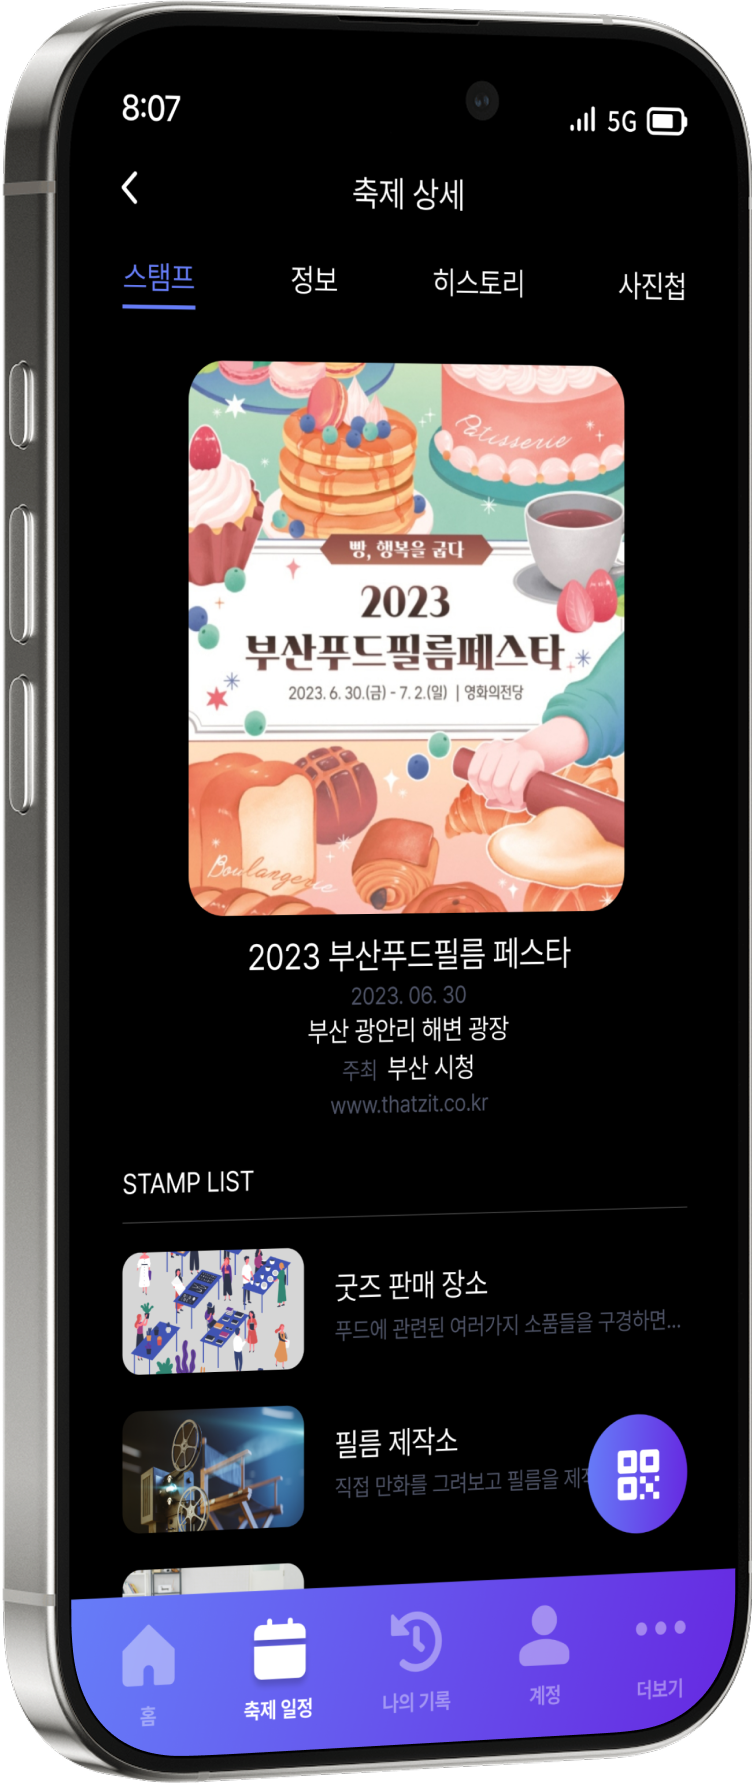 8:07
5G
축제 상세
스탬프 정보 히스토리 사진첩
Pâtisserie
빵, 행복을 굽다
2023
부산푸드필름페스타
2023. 6. 30.(금) - 7. 2.(일) | 영화의전당
Boulangerie
2023 부산푸드필름 페스타
2023. 06. 30
부산 광안리 해변 광장
주최 부산 시청
www.thatzit.co.kr
STAMP LIST
굿즈 판매 장소
푸드에 관련된 여러가지 소품들을 구경하면...
필름 제작소
직접 만화를 그려보고 필름을
홈 축제 일정 나의 기록 계정 더보기